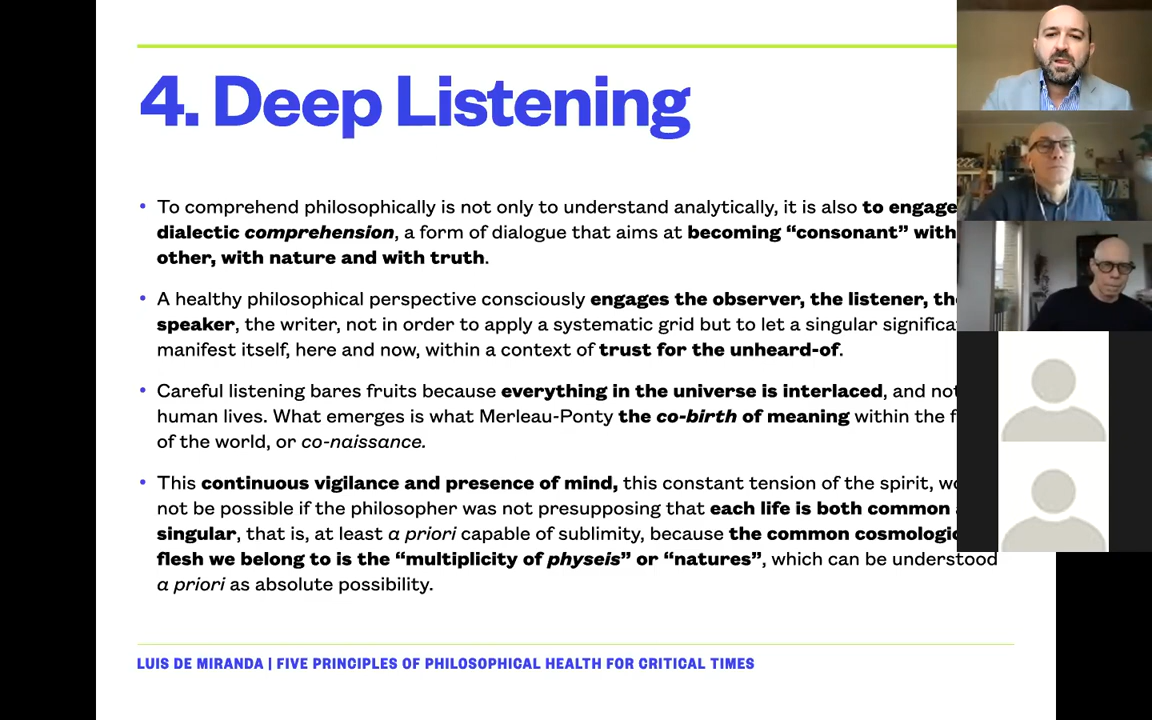 4. Deep Listening
• To comprehend philosophically is not only to understand analytically, it is also to engage
dialectic comprehension, a form of dialogue that aims at becoming “consonant” with
other, with nature and with truth.
• A healthy philosophical perspective consciously engages the observer, the listener,
speaker, the writer, not in order to apply a systematic grid but to let a singular
manifest itself, here and now, within a context of trust for the unheard-of.
• Careful listening bares fruits because everything in the universe is interlaced, and
human lives. What emerges is what Merleau-Ponty the co-birth of meaning within the
of the world, or co-naissance.
• This continuous vigilance and presence of mind, this constant tension of the spirit,
not be possible if the philosopher was not presupposing that each life is both common
singular, that is, at least a priori capable of sublimity, because the common
flesh we belong to is the “multiplicity of physeis” or “natures”, which can be understood
a priori as absolute possibility.
LUIS DE MIRANDA | FIVE PRINCIPLES OF PHILOSOPHICAL HEALTH FOR CRITICAL TIMES